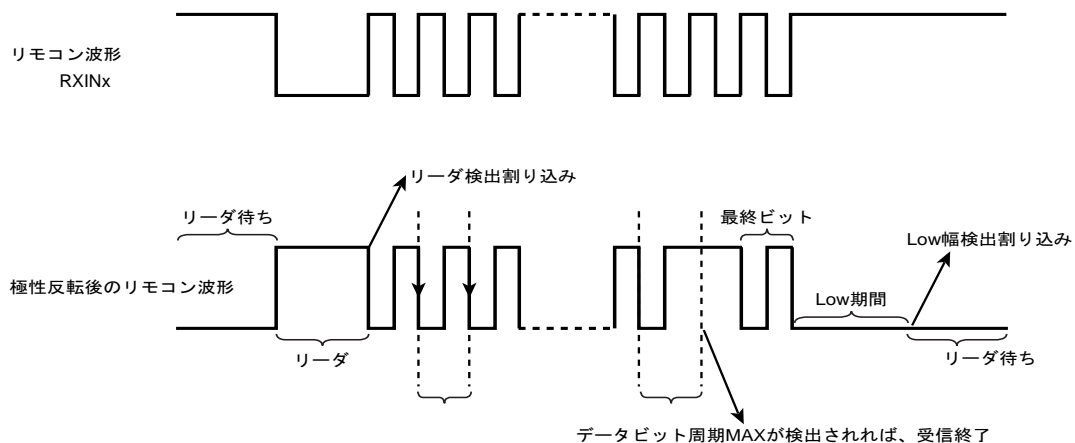 リモコン波形
RXINx
リーダ検出割り込み
リーダ待ち
最終ビット
Low幅検出割り込み
極性反転後のリモコン波形
Low期間
リーダ
リーダ待ち
データビット周期MAXが検出されれば、受信終了